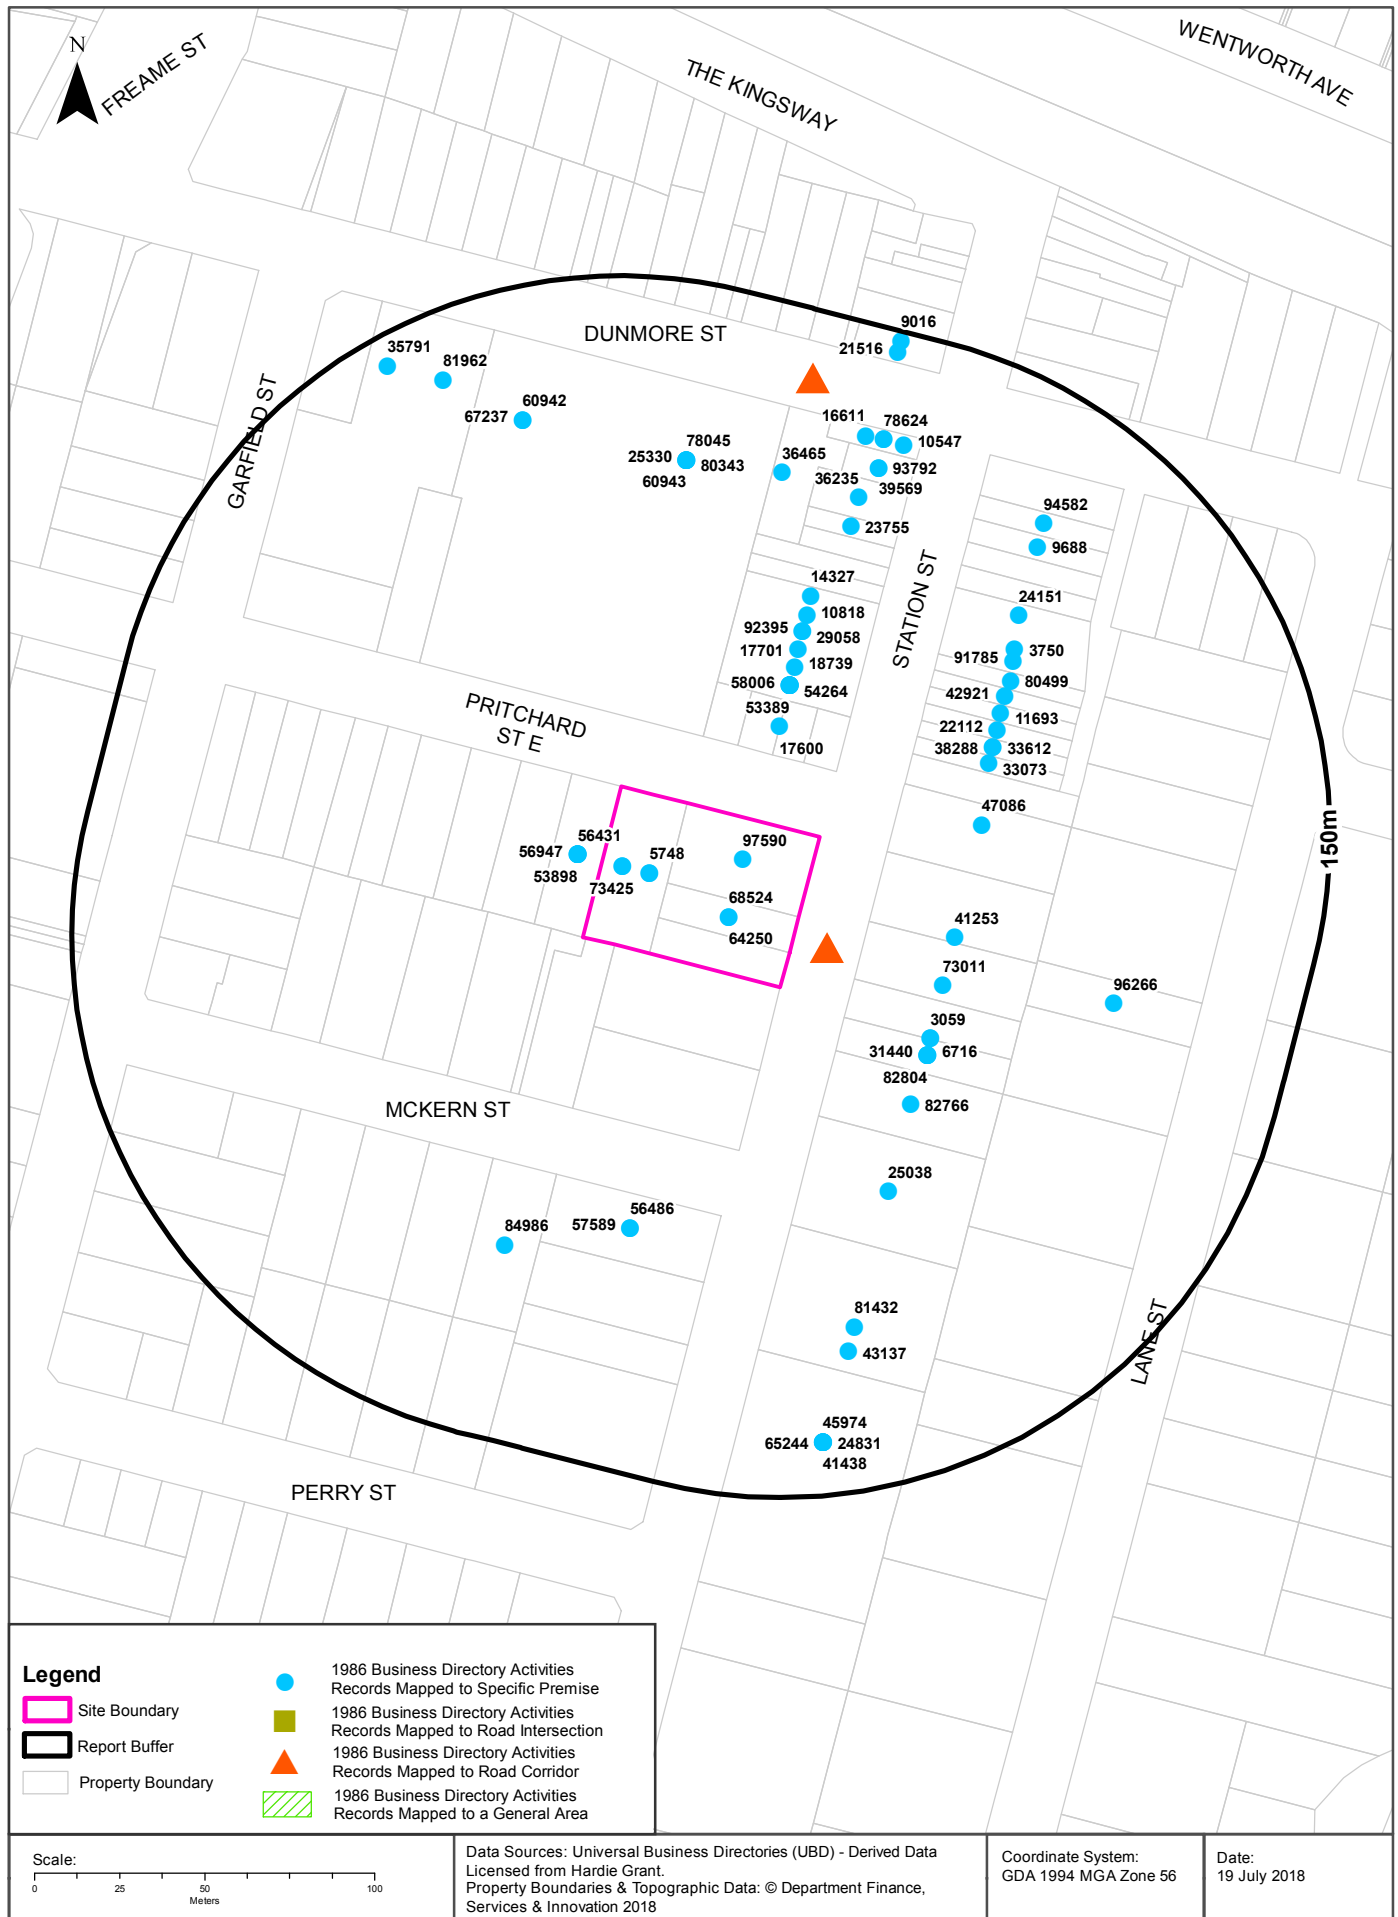 WENTWORTH AVE
N
FREAME ST
THE KINGSWAY
9016
DUNMORE ST
21516
35791
81962
GARFIELD ST
60942
67237
16611 78624
10547
78045
25330 80343
60943
36465
93792
36235
39569
23755
94582
9688
STATION ST
14327
10818
92395
29058
17701
18739
58006
54264
53389
17600
24151
3750
91785
80499
42921
11693
22112
38288 33612
33073
PRITCHARD
ST E
47086
150m
56431
56947
53898
5748
73425
97590
68524
64250
41253
73011
96266
3059
31440 6716
82804
82766
MCKERN ST
25038
84986
56486
57589
81432
43137
LANE ST
45974
65244 24831
41438
PERRY ST
Legend
Site Boundary
Report Buffer
Property Boundary
1986 Business Directory Activities
Records Mapped to Specific Premise
1986 Business Directory Activities
Records Mapped to Road Intersection
1986 Business Directory Activities
Records Mapped to Road Corridor
1986 Business Directory Activities
Records Mapped to a General Area
Scale:
0 25 50 100
Meters
Data Sources: Universal Business Directories (UBD) - Derived Data
Licensed from Hardie Grant.
Property Boundaries & Topographic Data: © Department Finance,
Services & Innovation 2018
Coordinate System:
GDA 1994 MGA Zone 56
Date:
19 July 2018